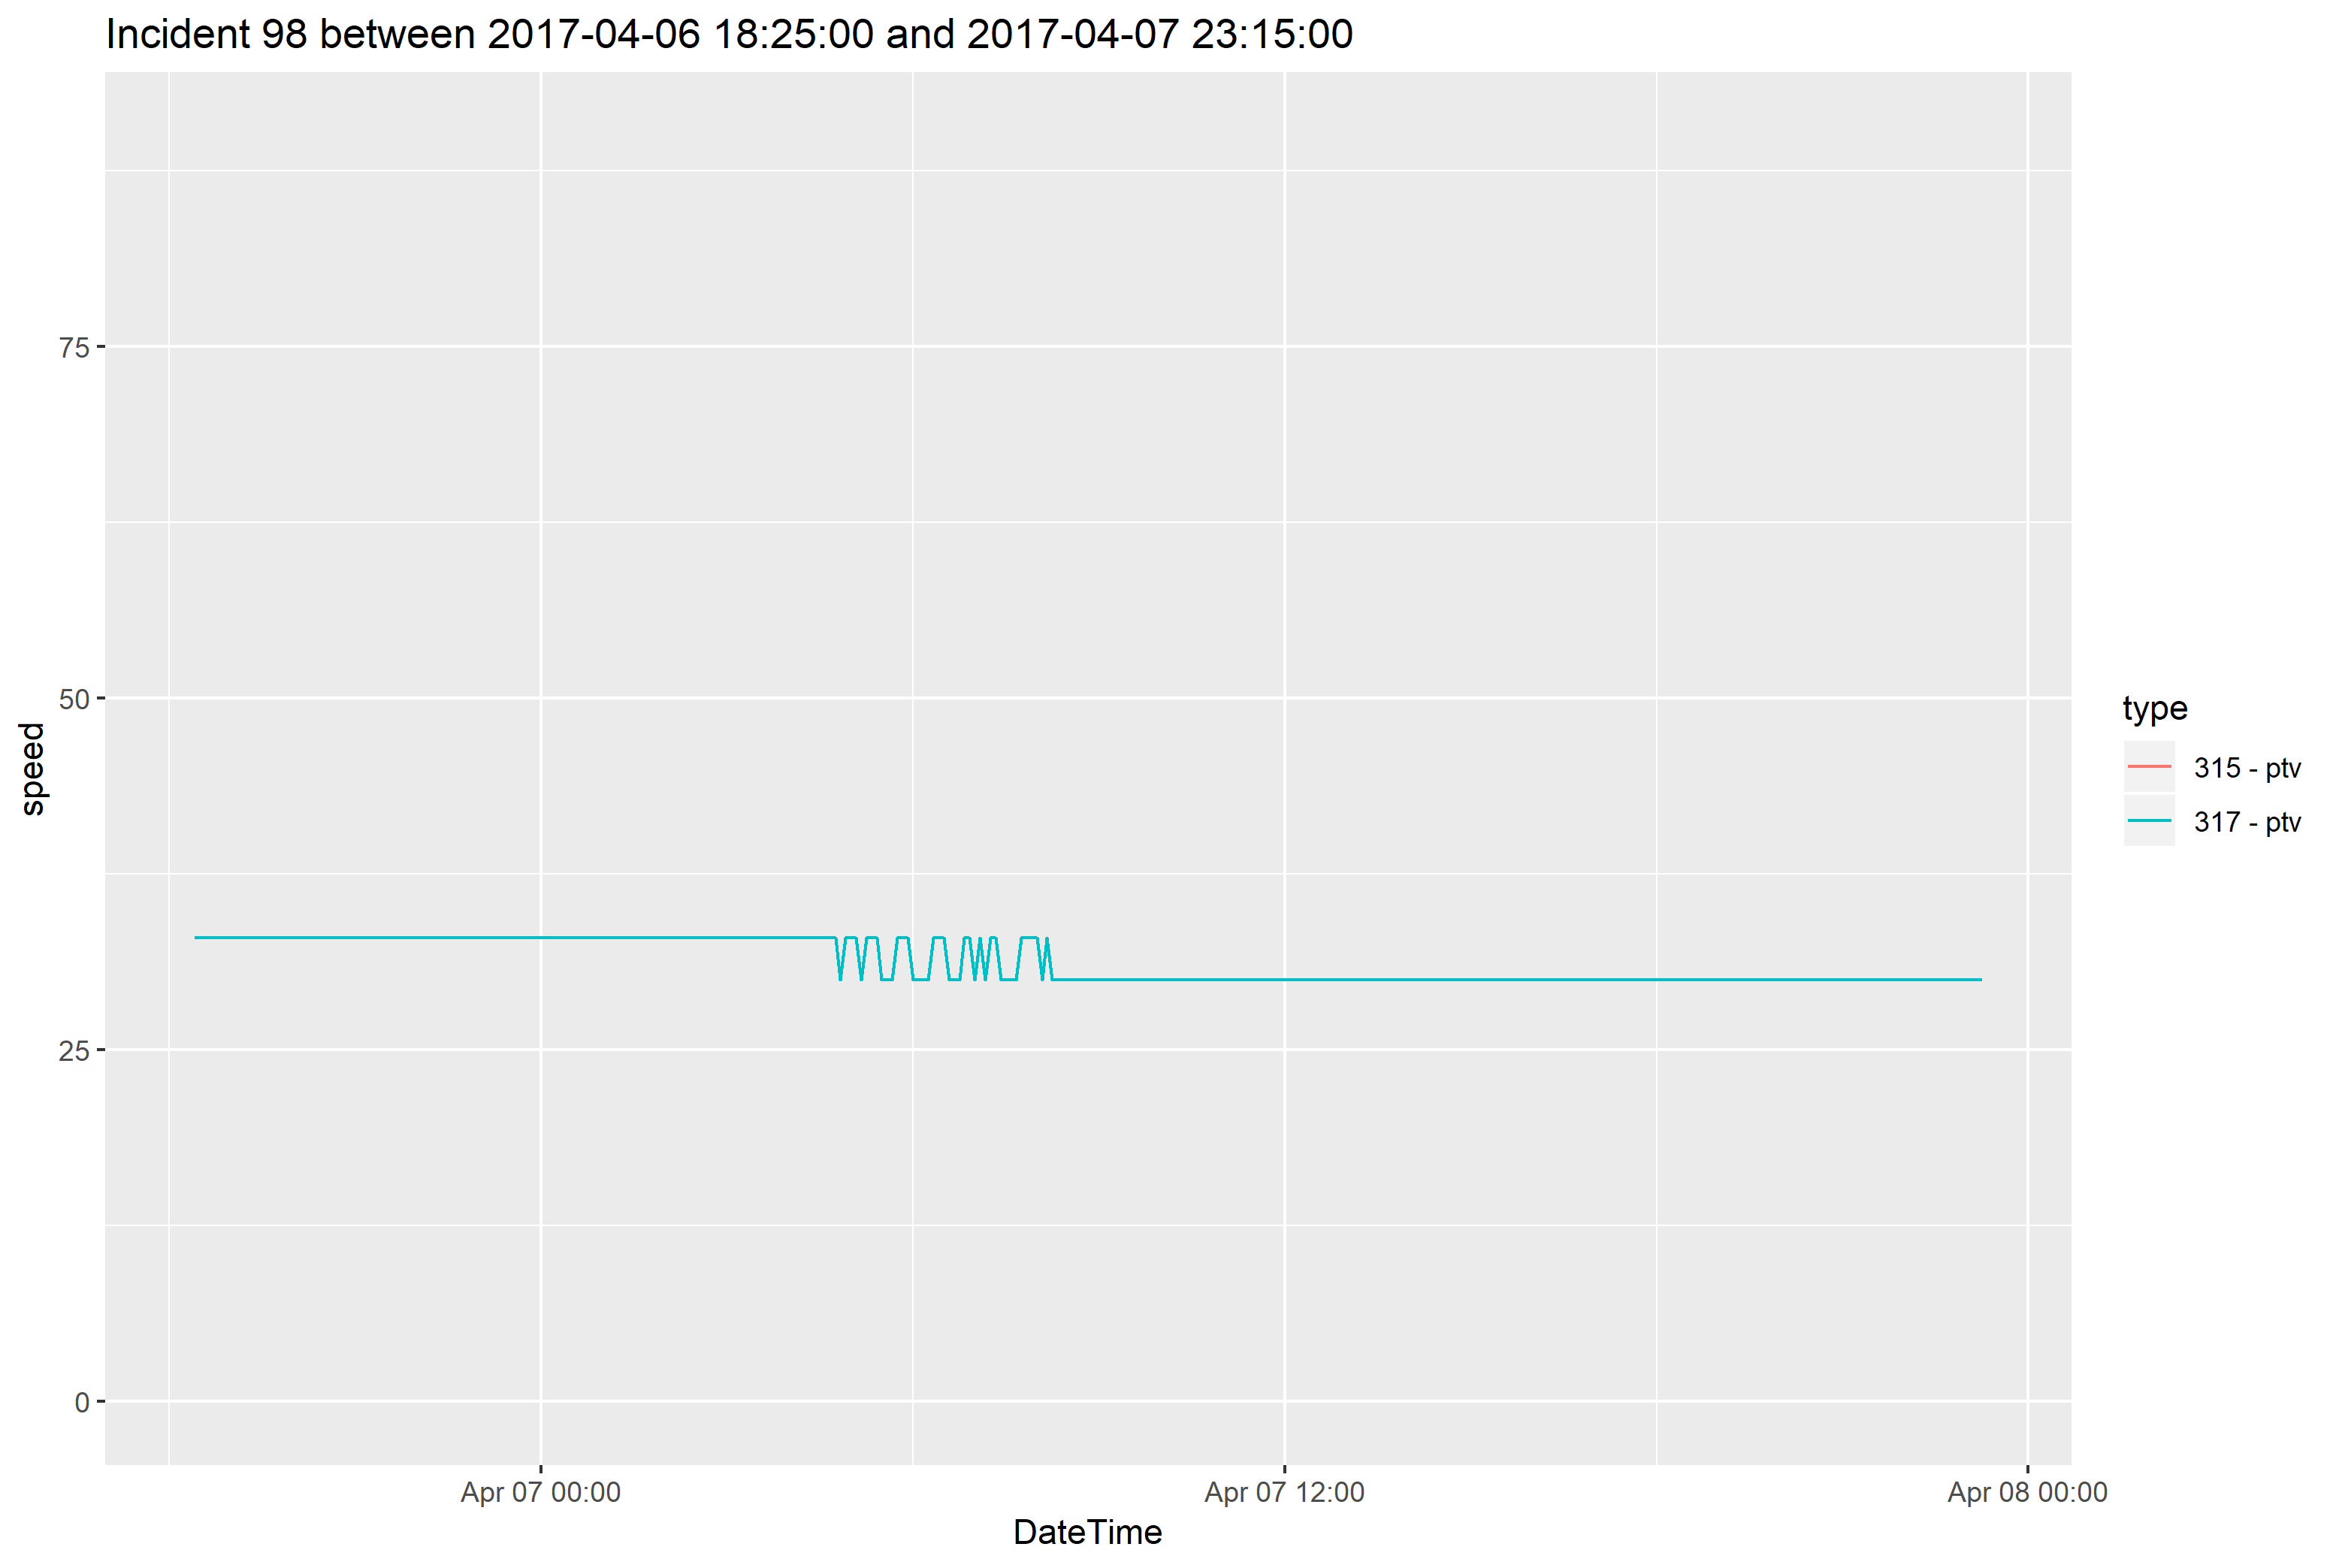 Incident 98 between 2017-04-06 18:25:00 and 2017-04-07 23:15:00
75
50
25
0
speed
Apr 07 00:00
Apr 07 12:00
Apr 08 00:00
DateTime
type
315 - ptv
317 - ptv